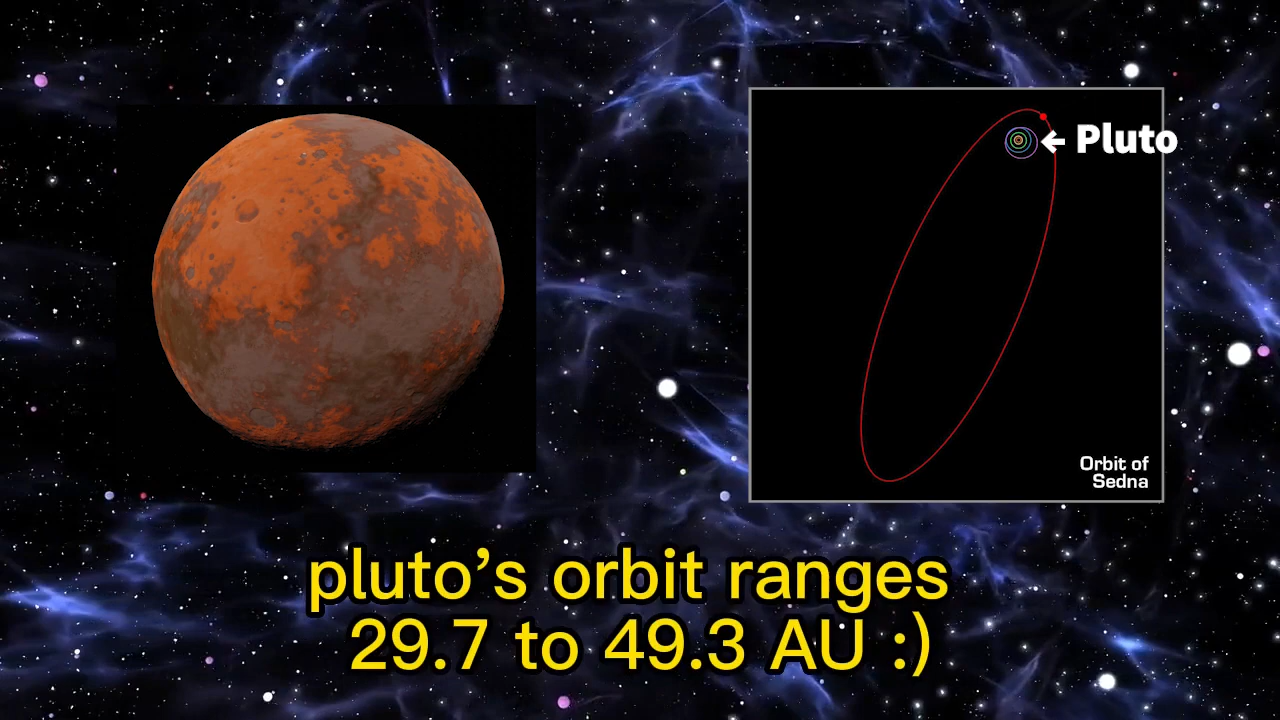 ← Pluto
Orbit of
Sedna
pluto’s orbit ranges
29.7 to 49.3 AU :)